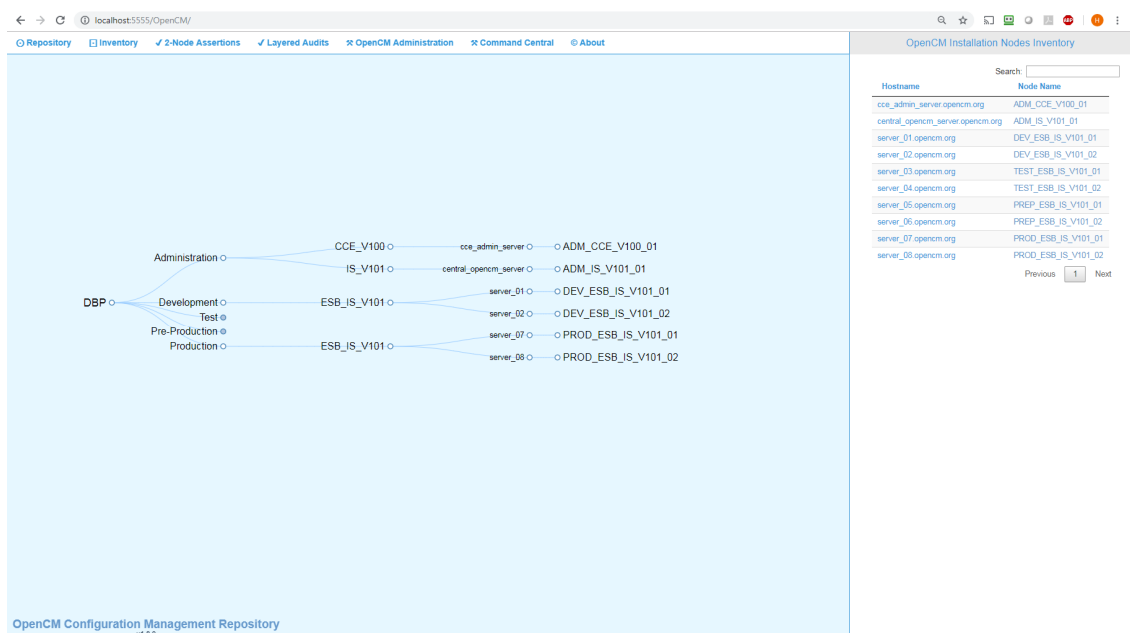 localhost:5555/OpenCM/
ABP H
Repository Inventory 2-Node Assertions Layered Audits OpenCM Administration Command Central © About
OpenCM Installation Nodes Inventory
Search:
Hostname Node Name
cce_admin_server.opencm.org ADM_CCE_V100_01
central_opencm_server.opencm.org ADM_IS_V101_01
server_01.opencm.org DEV_ESB_IS_V101_01
server_02.opencm.org DEV_ESB_IS_V101_02
server_03.opencm.org TEST_ESB_IS_V101_01
server_04.opencm.org TEST_ESB_IS_V101_02
server_05.opencm.org PREP_ESB_IS_V101_01
server_06.opencm.org PREP_ESB_IS_V101_02
server_07.opencm.org PROD_ESB_IS_V101_01
server_08.opencm.org PROD_ESB_IS_V101_02
Previous 1 Next
CCE_V100 cce_admin_server ADM_CCE_V100_01
Administration
IS_V101 central_opencm_server ADM_IS_V101_01
server_01 DEV_ESB_IS_V101_01
DBP Development ESB_IS_V101
server_02 DEV_ESB_IS_V101_02
Test
Pre-Production
server_07 PROD_ESB_IS_V101_01
Production ESB_IS_V101
server_08 PROD_ESB_IS_V101_02
OpenCM Configuration Management Repository